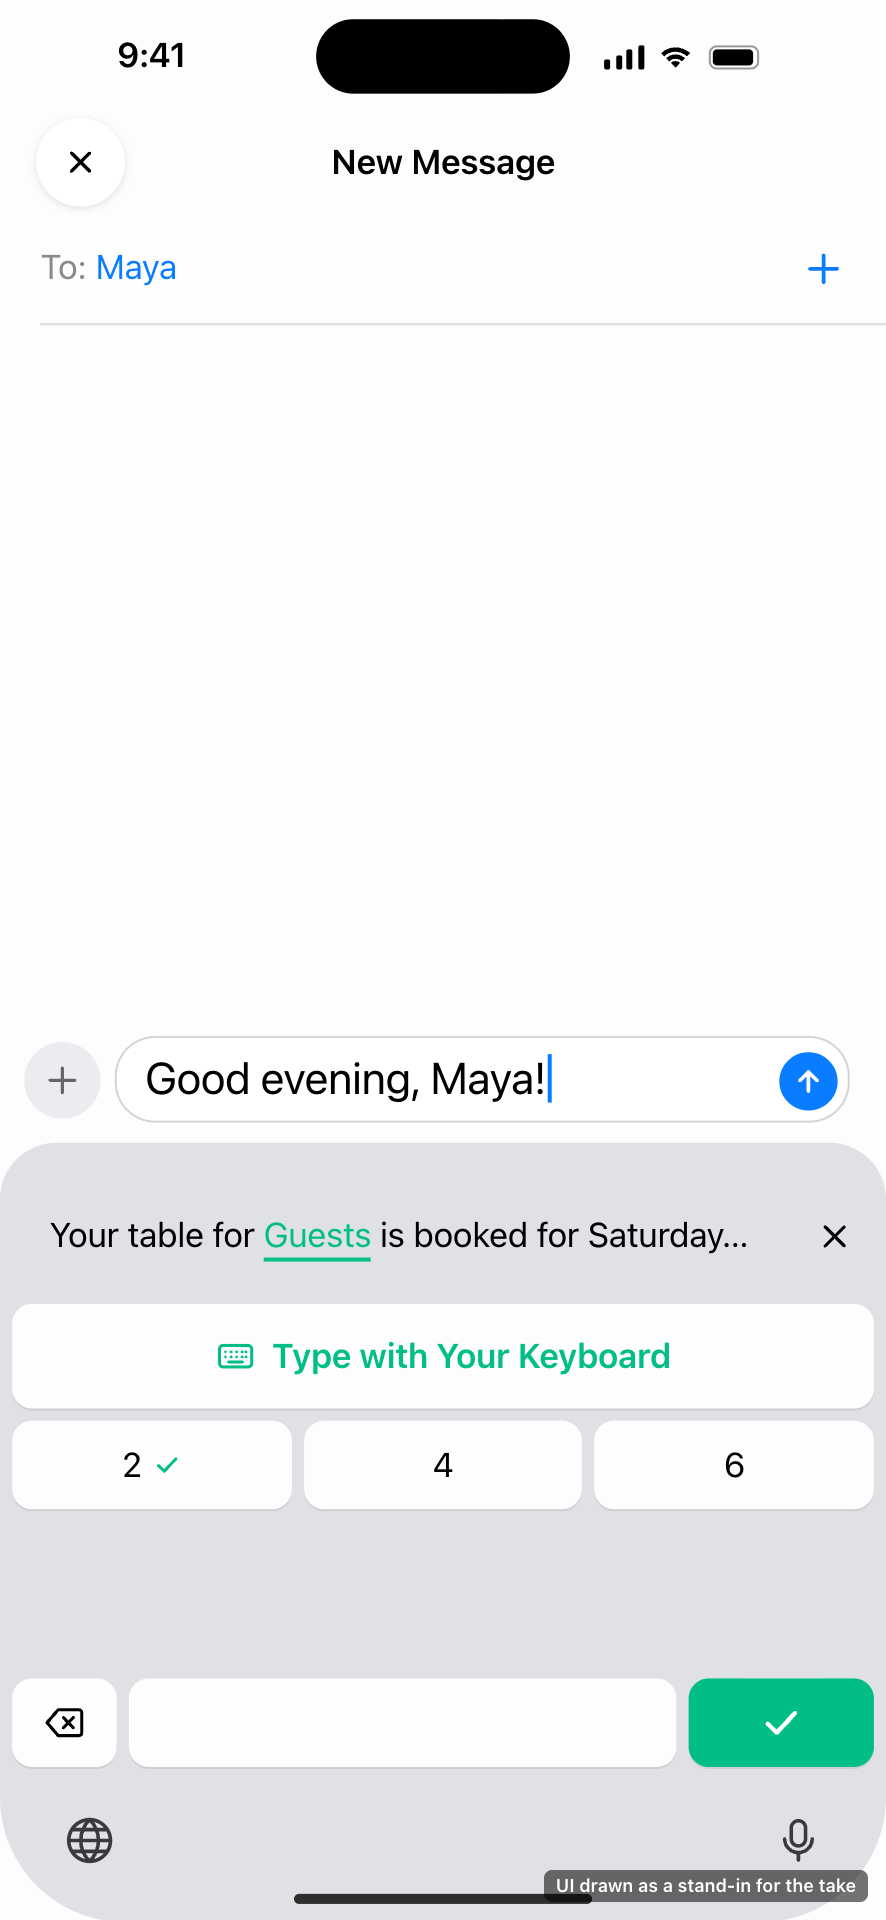 9:41
New Message
To: Maya
Good evening, Maya!
Your table for Guests is booked for Saturday...
Type with Your Keyboard
2
4
6
UI drawn as a stand-in for the take